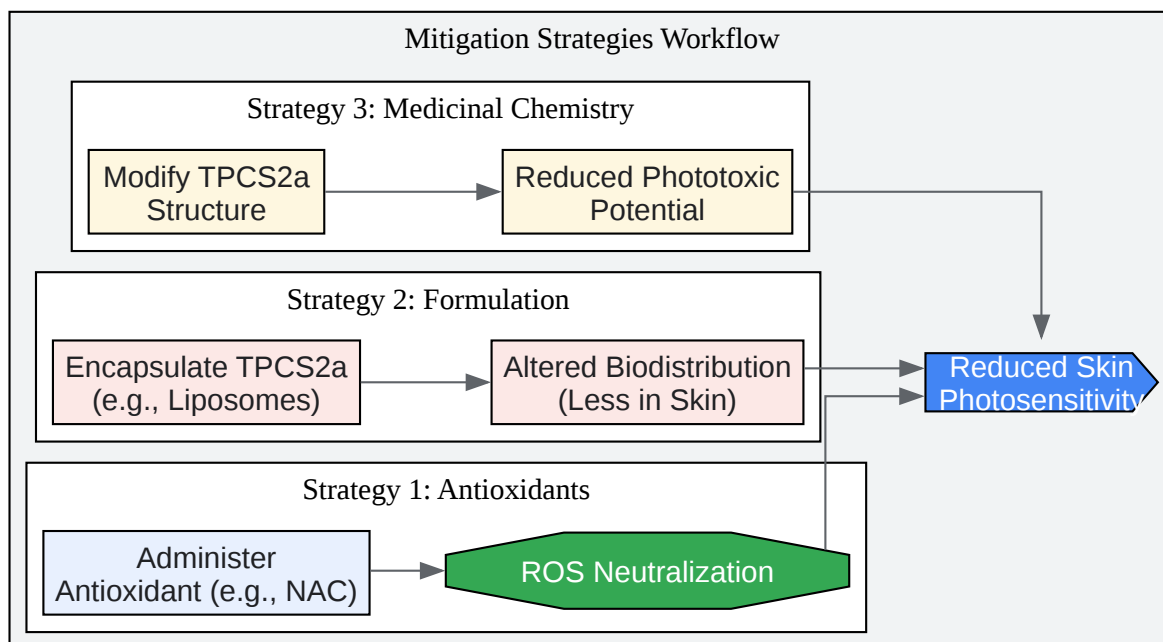 Mitigation Strategies Workflow
Strategy 3: Medicinal Chemistry
Modify TPCS2a
Structure
Reduced Phototoxic
Potential
Strategy 2: Formulation
Encapsulate TPCS2a
(e.g., Liposomes)
Altered Biodistribution
(Less in Skin)
Reduced Skin
Photosensitivity
Strategy 1: Antioxidants
Administer
Antioxidant (e.g., NAC)
ROS Neutralization